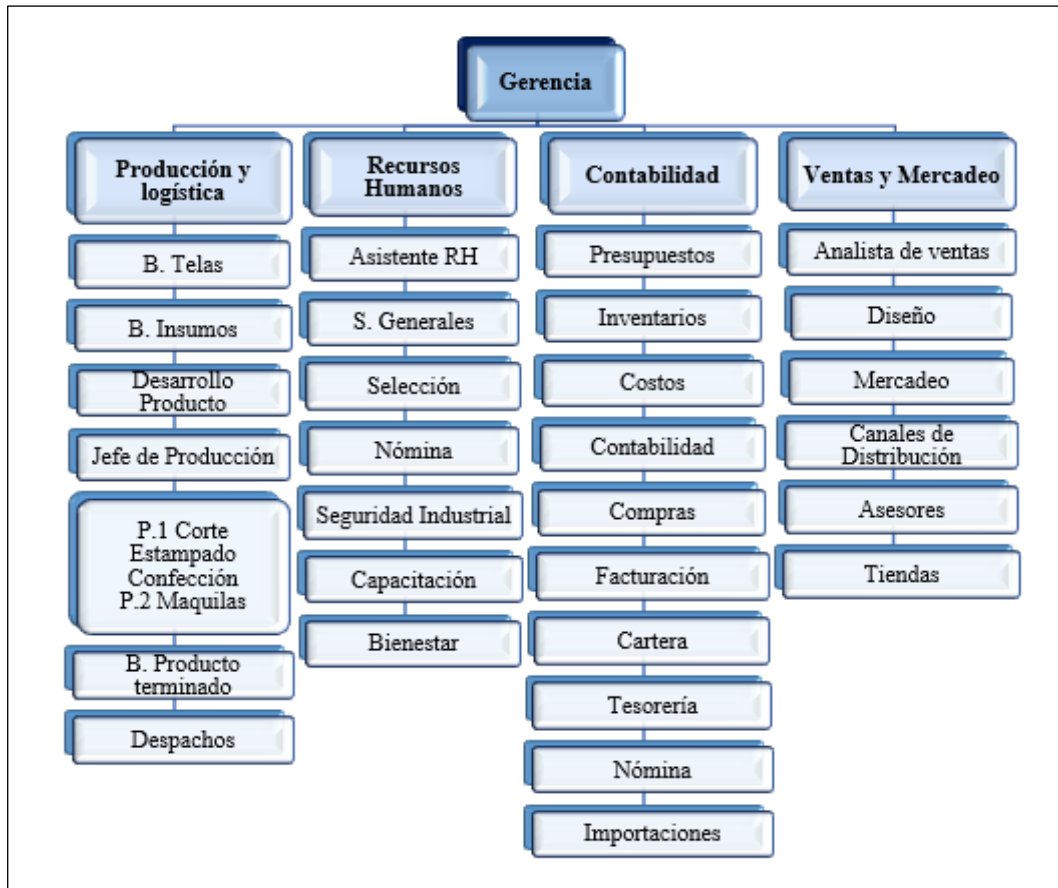 Gerencia
Producción y
logística
B. Telas
B. Insumos
Desarrollo
Producto
Jefe de Producción
P.1 Corte
Estampado
Confección
P.2 Maquilas
B. Producto
terminado
Despachos
Recursos
Humanos
Asistente RH
S. Generales
Selección
Nómina
Seguridad Industrial
Capacitación
Bienestar
Contabilidad
Presupuestos
Inventarios
Costos
Contabilidad
Compras
Facturación
Cartera
Tesorería
Nómina
Importaciones
Ventas y Mercadeo
Analista de ventas
Diseño
Mercadeo
Canales de
Distribución
Asesores
Tiendas